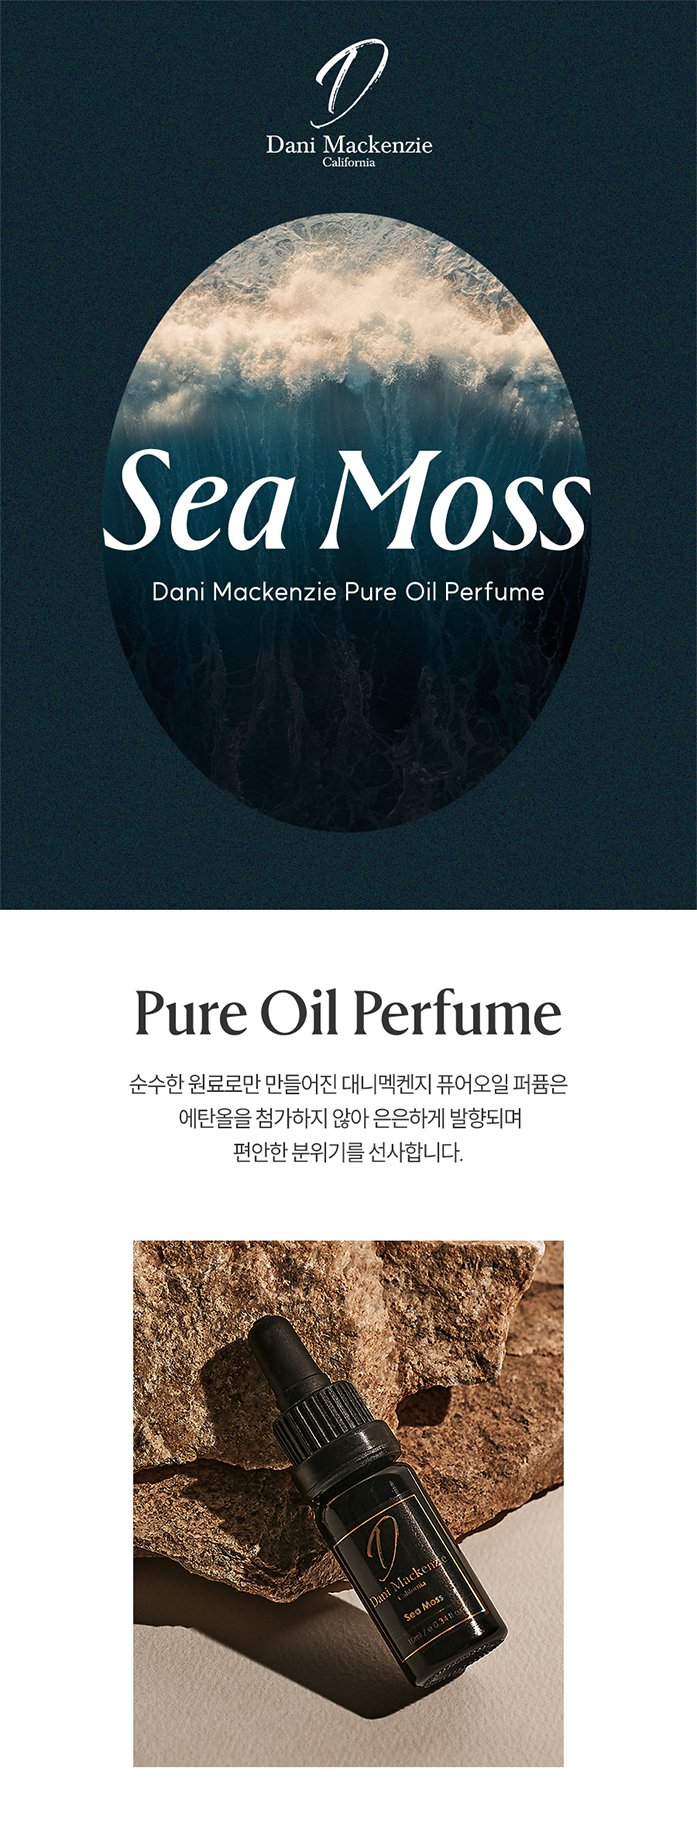 D
Dani Mackenzie
California
Sea Moss
Dani Mackenzie Pure Oil Perfume
Pure Oil Perfume
순수한 원료로만 만들어진 대니멕켄지 퓨어오일 퍼퓸은
에탄올을 첨가하지 않아 은은하게 발향되며
편안한 분위기를 선사합니다.
D
Dani Mackenzie
California
Sea Moss
10ml / e 0.34 fl oz